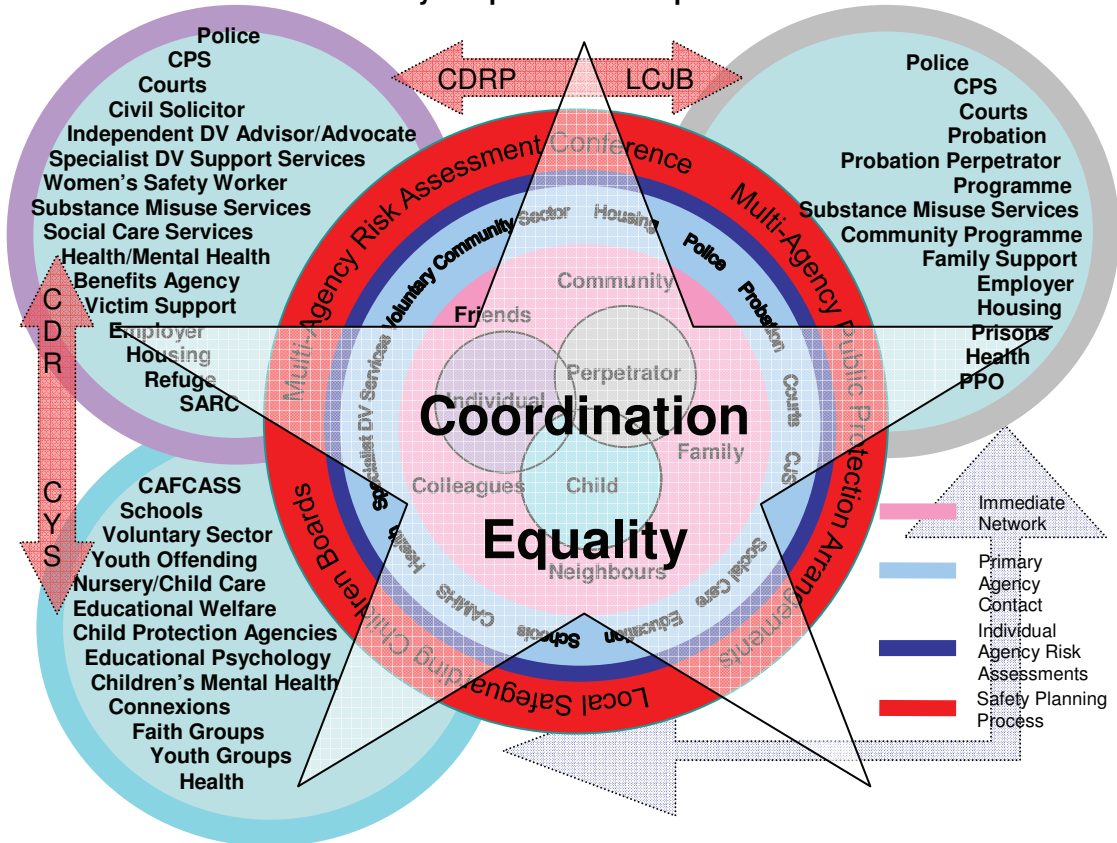 Police
CPS
Courts
Civil Solicitor
Independent DV Advisor/Advocate
Specialist DV Support Services
Women's Safety Worker
Substance Misuse Services
Social Care Services
Health/Mental Health
Benefits Agency
Victim Support
Employer
Housing
Refuge
SARC
CDRP
LCJB
Police
CPS
Courts
Probation
Probation Perpetrator
Programme
Substance Misuse Services
Community Programme
Family Support
Employer
Housing
Prisons
Health
PPO
CDR
CYS
CAFCASS
Schools
Voluntary Sector
Youth Offending
Nursery/Child Care
Educational Welfare
Child Protection Agencies
Educational Psychology
Children's Mental Health
Connexions
Faith Groups
Youth Groups
Health
Multi-Agency Risk Assessment Conference
Multi-Agency Public Protection Arrangements
Local Safeguarding Children Boards
Specialist DV Services
Voluntary Community Sector
Housing
Police
Probation
Courts
CJS
Social Care
Education
Schools
CAMHS
Health
Community
Friends
Perpetrator
Individual
Coordination
Family
Colleagues
Child
Equality
Neighbours
Immediate
Network
Primary
Agency
Contact
Individual
Agency Risk
Assessments
Safety Planning
Process